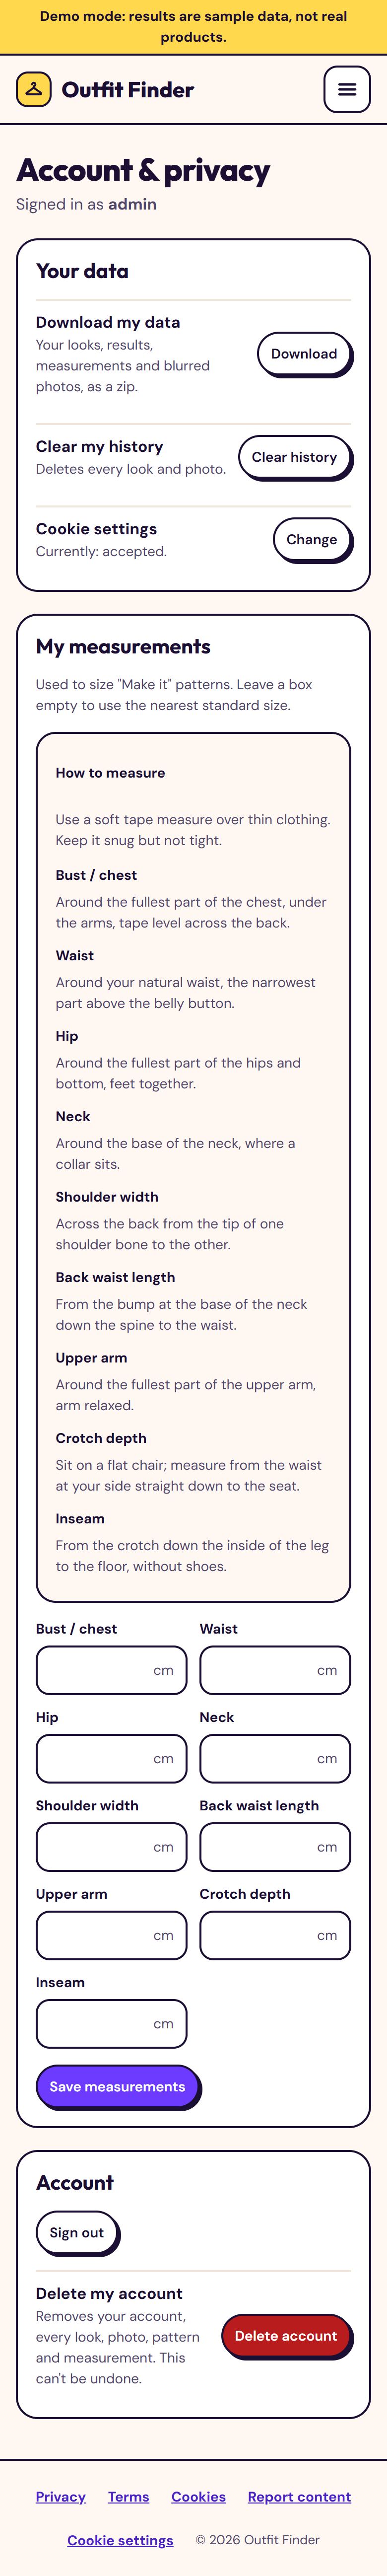 Demo mode: results are sample data, not real
products.
Outfit Finder
Account & privacy
Signed in as admin
Your data
Download my data
Your looks, results,
measurements and blurred
photos, as a zip.
Download
Clear my history
Deletes every look and photo.
Clear history
Cookie settings
Currently: accepted.
Change
My measurements
Used to size "Make it" patterns. Leave a box
empty to use the nearest standard size.
How to measure
Use a soft tape measure over thin clothing.
Keep it snug but not tight.
Bust / chest
Around the fullest part of the chest, under
the arms, tape level across the back.
Waist
Around your natural waist, the narrowest
part above the belly button.
Hip
Around the fullest part of the hips and
bottom, feet together.
Neck
Around the base of the neck, where a
collar sits.
Shoulder width
Across the back from the tip of one
shoulder bone to the other.
Back waist length
From the bump at the base of the neck
down the spine to the waist.
Upper arm
Around the fullest part of the upper arm,
arm relaxed.
Crotch depth
Sit on a flat chair; measure from the waist
at your side straight down to the seat.
Inseam
From the crotch down the inside of the leg
to the floor, without shoes.
Bust / chest Waist
cm cm
Hip Neck
cm cm
Shoulder width Back waist length
cm cm
Upper arm Crotch depth
cm cm
Inseam
cm
Save measurements
Account
Sign out
Delete my account
Removes your account,
every look, photo, pattern
and measurement. This
can't be undone.
Delete account
Privacy Terms Cookies Report content
Cookie settings © 2026 Outfit Finder